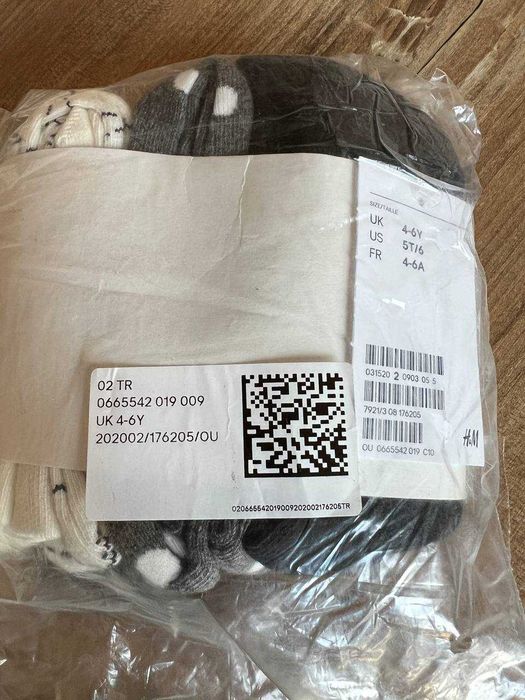 SIZE/TAILLE
UK 4-6Y
US 5T/6
FR 4-6A
031520 2 0903 05 5
7921/3 08 176205
OU 0665542 019 C10
H&M
02 TR
0665542 019 009
UK 4-6Y
202002/176205/OU
020665542019009202002176205TR